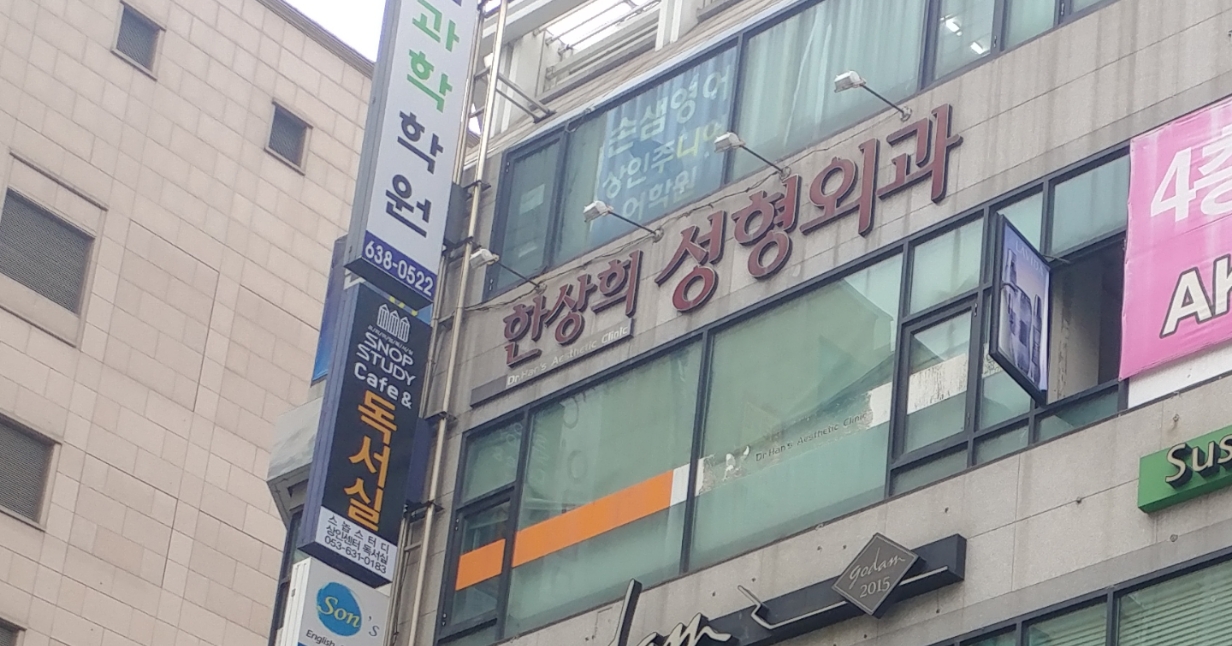 과학
학원
638-0522
SNOP
STUDY
Cafe &
독서실
스놉스터디
상인센터 독서실
053-631-0183
Son's
English
손샘영어
상인주니어
영어학원
한상희 성형외과
Dr.Han's Aesthetic Clinic
Dr.Han's Aesthetic Clinic
4층
Godam
2015